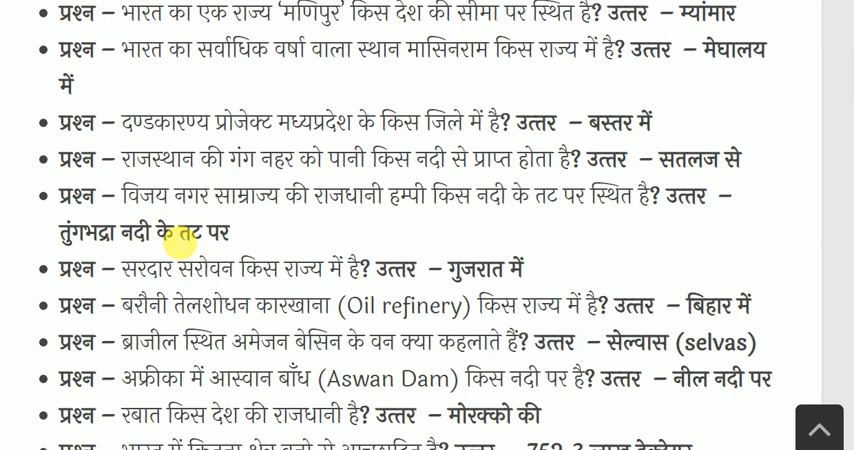 प्रश्न – भारत का एक राज्य ‘मणिपुर’ किस देश की सीमा पर स्थित है? उत्तर – म्यांमार
प्रश्न – भारत का सर्वाधिक वर्षा वाला स्थान मासिनराम किस राज्य में है? उत्तर – मेघालय
में
प्रश्न – दण्डकारण्य प्रोजेक्ट मध्यप्रदेश के किस जिले में है? उत्तर – बस्तर में
प्रश्न – राजस्थान की गंग नहर को पानी किस नदी से प्राप्त होता है? उत्तर – सतलज से
प्रश्न – विजय नगर साम्राज्य की राजधानी हम्पी किस नदी के तट पर स्थित है? उत्तर –
तुंगभद्रा नदी के तट पर
प्रश्न – सरदार सरोवन किस राज्य में है? उत्तर – गुजरात में
प्रश्न – बरौनी तेलशोधन कारखाना (Oil refinery) किस राज्य में है? उत्तर – बिहार में
प्रश्न – ब्राजील स्थित अमेजन बेसिन के वन क्या कहलाते हैं? उत्तर – सेल्वास (selvas)
प्रश्न – अफ्रीका में आस्वान बाँध (Aswan Dam) किस नदी पर है? उत्तर – नील नदी पर
प्रश्न – रबात किस देश की राजधानी है? उत्तर – मोरक्को की